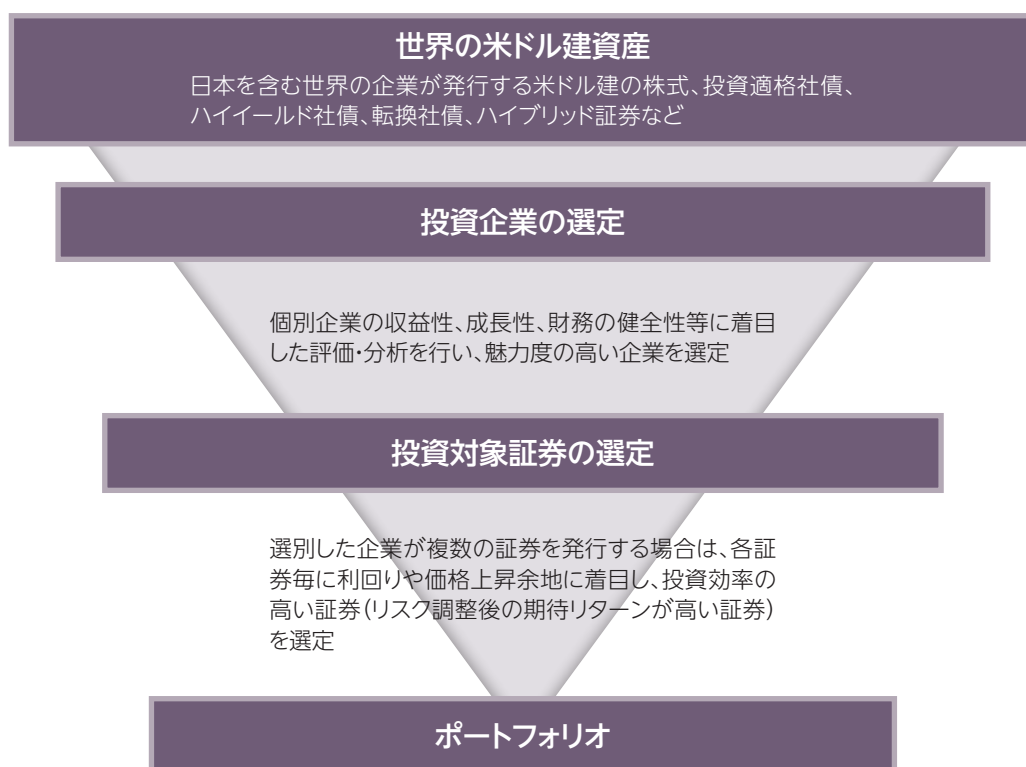 世界の米ドル建資産
日本を含む世界の企業が発行する米ドル建の株式、投資適格社債、
ハイイールド社債、転換社債、ハイブリッド証券など
投資企業の選定
個別企業の収益性、成長性、財務の健全性等に着目
した評価・分析を行い、魅力度の高い企業を選定
投資対象証券の選定
選別した企業が複数の証券を発行する場合は、各証
券毎に利回りや価格上昇余地に着目し、投資効率の
高い証券(リスク調整後の期待リターンが高い証券)
を選定
ポートフォリオ